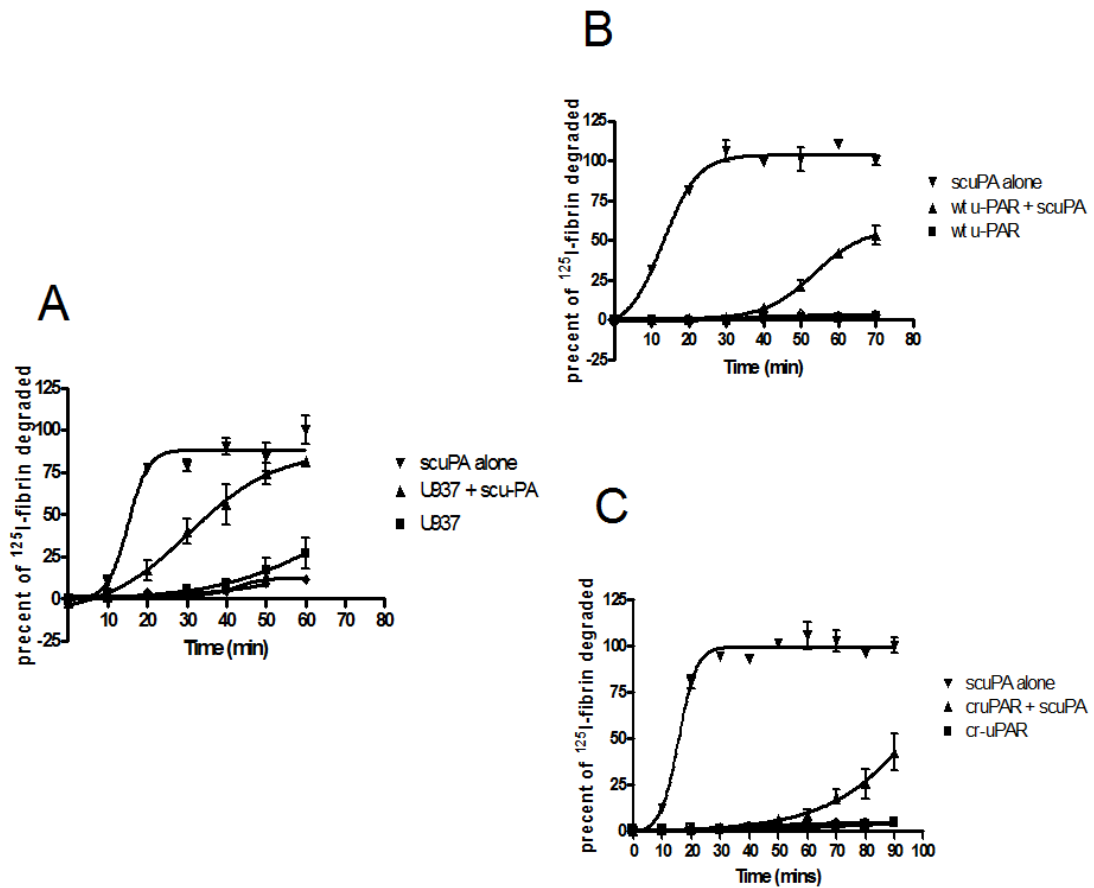 A
precent of 125I-fibrin degraded
125
100
75
50
25
0
-25
10 20 30 40 50 60 70 80
Time (min)
scuPA alone
U937 + scu-PA
U937
B
precent of 125I-fibrin degraded
125
100
75
50
25
0
-25
10 20 30 40 50 60 70 80
Time (min)
scuPA alone
wt u-PAR + scuPA
wt u-PAR
C
precent of 125I-fibrin degraded
125
100
75
50
25
0
0 10 20 30 40 50 60 70 80 90 100
Time (mins)
scuPA alone
cruPAR + scuPA
cr-uPAR